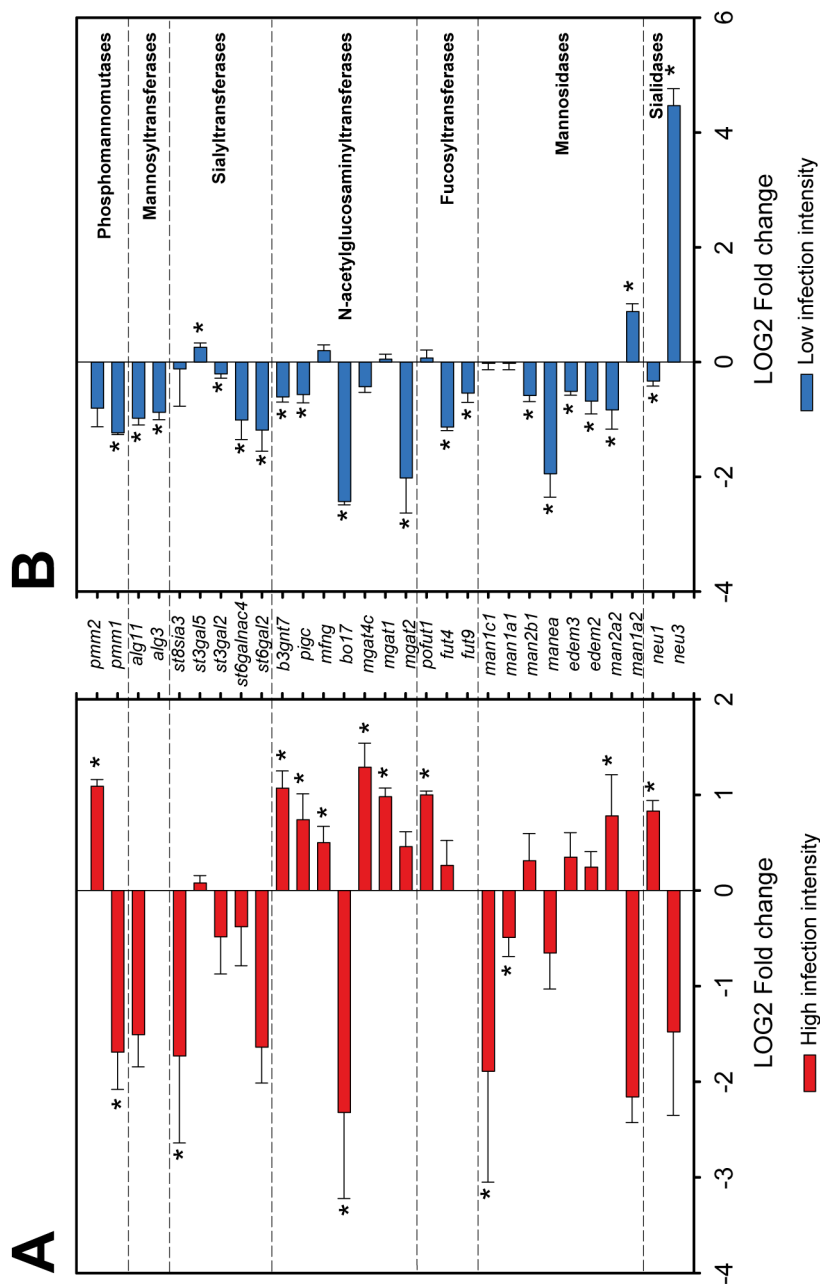 A
B
pmm2
pmm1
alg11
alg3
st8sia3
st3gal5
st3gal2
st6galnac4
st6gal2
b3gnt7
pigc
mfng
bo17
mgat4c
mgat1
mgat2
pofut1
fut4
fut9
man1c1
man1a1
man2b1
manea
edem3
edem2
man2a2
man1a2
neu1
neu3
Phosphomannomutases
Mannosyltransferases
Sialyltransferases
N-acetylglucosaminyltransferases
Fucosyltransferases
Mannosidases
Sialidases
* * * * * * * * * * * * * * *
* * * * * * * * * * * * * * * * * * * *
-4 -3 -2 -1 0 1 2
LOG2 Fold change
High infection intensity
-4 -2 0 2 4 6
LOG2 Fold change
Low infection intensity